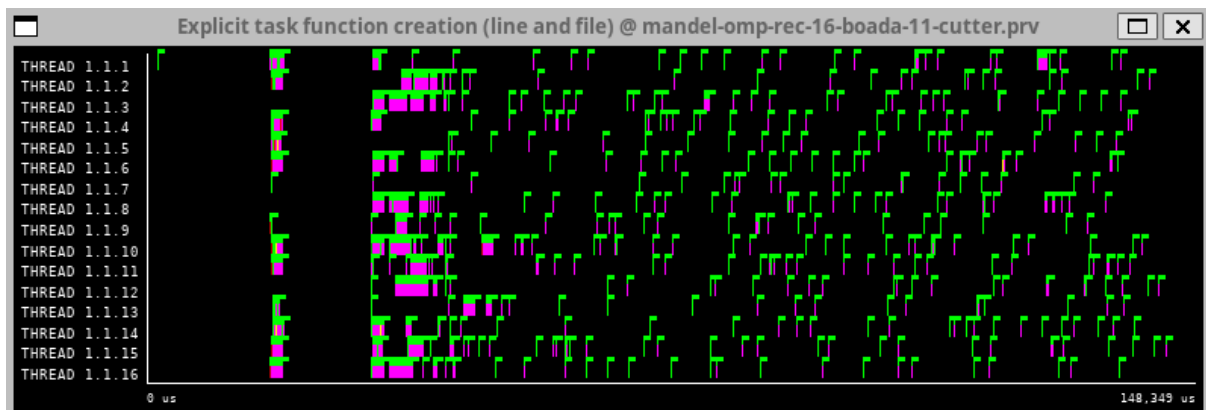 Explicit task function creation (line and file) @ mandel-omp-rec-16-boada-11-cutter.prv
THREAD 1.1.1
THREAD 1.1.2
THREAD 1.1.3
THREAD 1.1.4
THREAD 1.1.5
THREAD 1.1.6
THREAD 1.1.7
THREAD 1.1.8
THREAD 1.1.9
THREAD 1.1.10
THREAD 1.1.11
THREAD 1.1.12
THREAD 1.1.13
THREAD 1.1.14
THREAD 1.1.15
THREAD 1.1.16
0 us 148,349 us